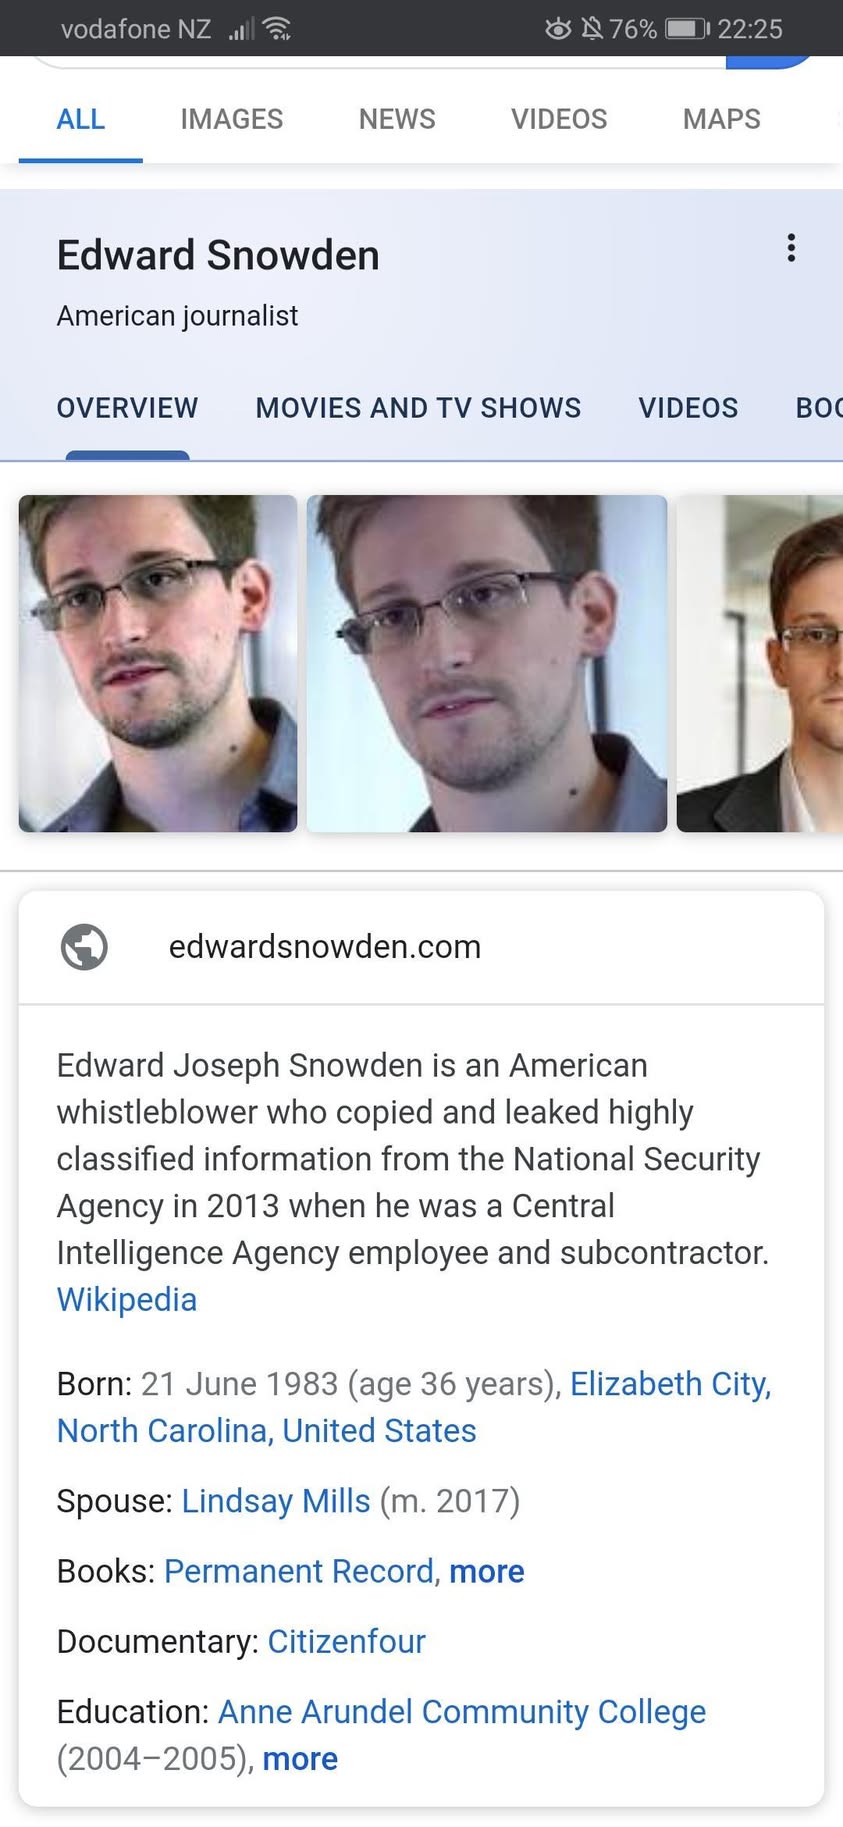 vodafone NZ 76% 22:25
ALL IMAGES NEWS VIDEOS MAPS
Edward Snowden
American journalist
OVERVIEW MOVIES AND TV SHOWS VIDEOS BOO
edwardsnowden.com
Edward Joseph Snowden is an American
whistleblower who copied and leaked highly
classified information from the National Security
Agency in 2013 when he was a Central
Intelligence Agency employee and subcontractor.
Wikipedia
Born: 21 June 1983 (age 36 years), Elizabeth City,
North Carolina, United States
Spouse: Lindsay Mills (m. 2017)
Books: Permanent Record, more
Documentary: Citizenfour
Education: Anne Arundel Community College
(2004–2005), more